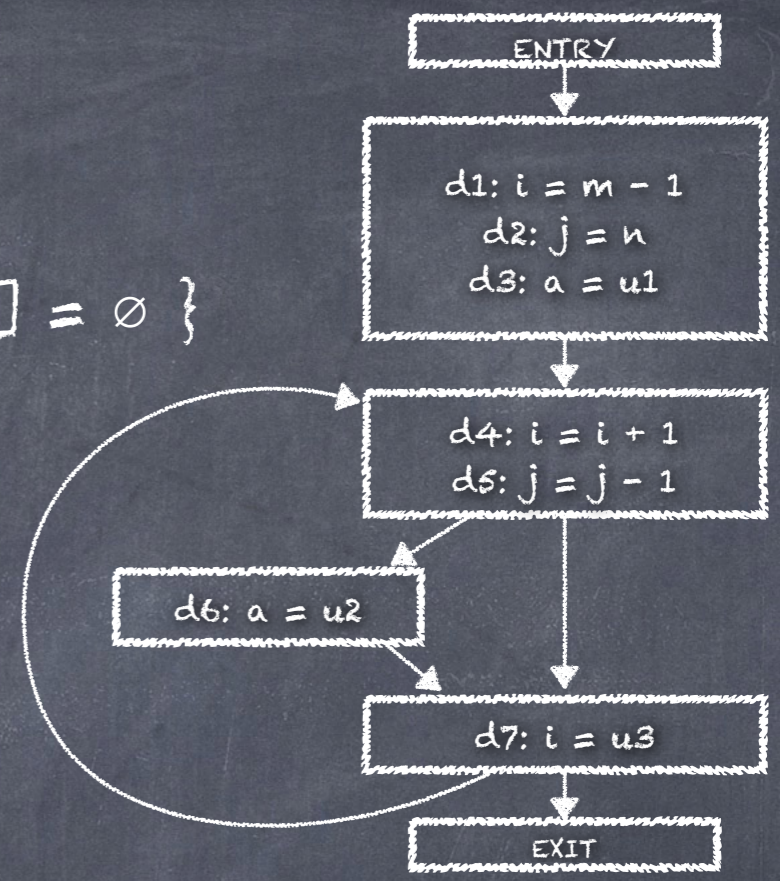 ENTRY
d1: i = m - 1
d2: j = n
d3: a = u1
= ∅ }
d4: i = i + 1
d5: j = j - 1
d6: a = u2
d7: i = u3
EXIT